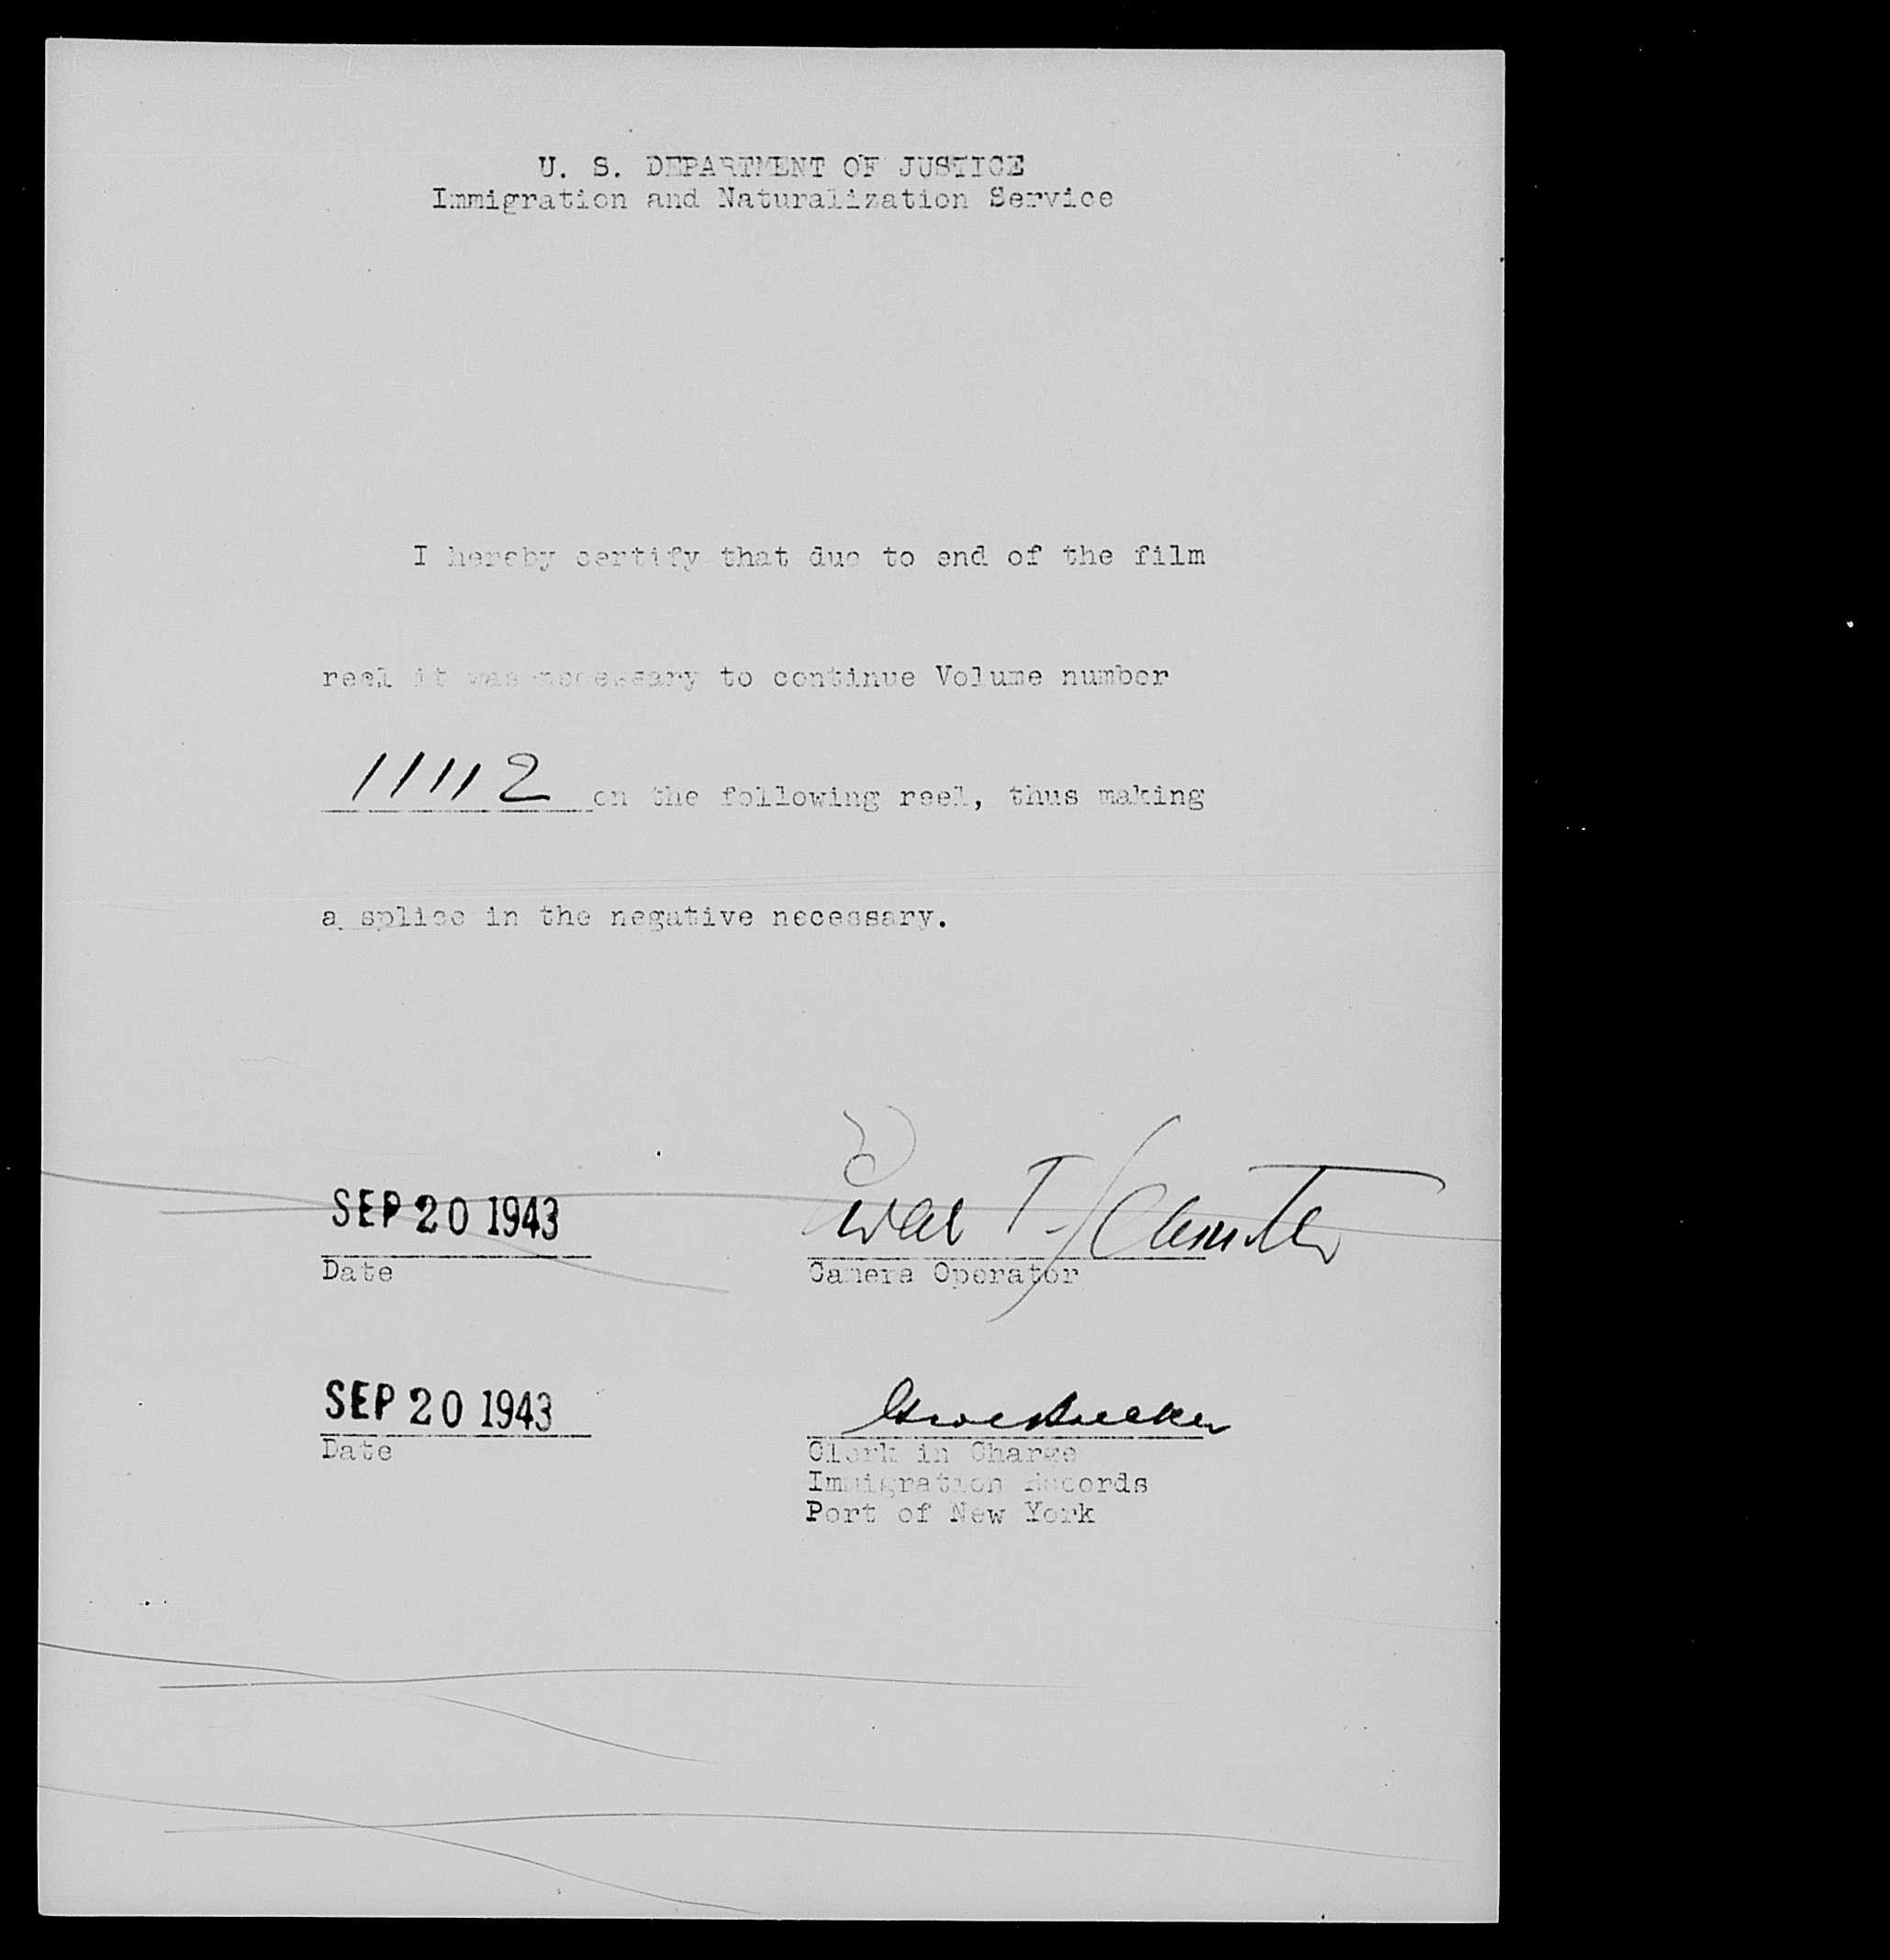 U. S. DEPARTMENT OF JUSTICE
Immigration and Naturalization Service
I hereby certify that due to end of the film
reel it was necessary to continue Volume number
11112 on the following reel, thus making
a splice in the negative necessary.
SEP 20 1943
Date
Camera Operator
SEP 20 1943
Date
Clerk in Charge
Immigration Records
Port of New York